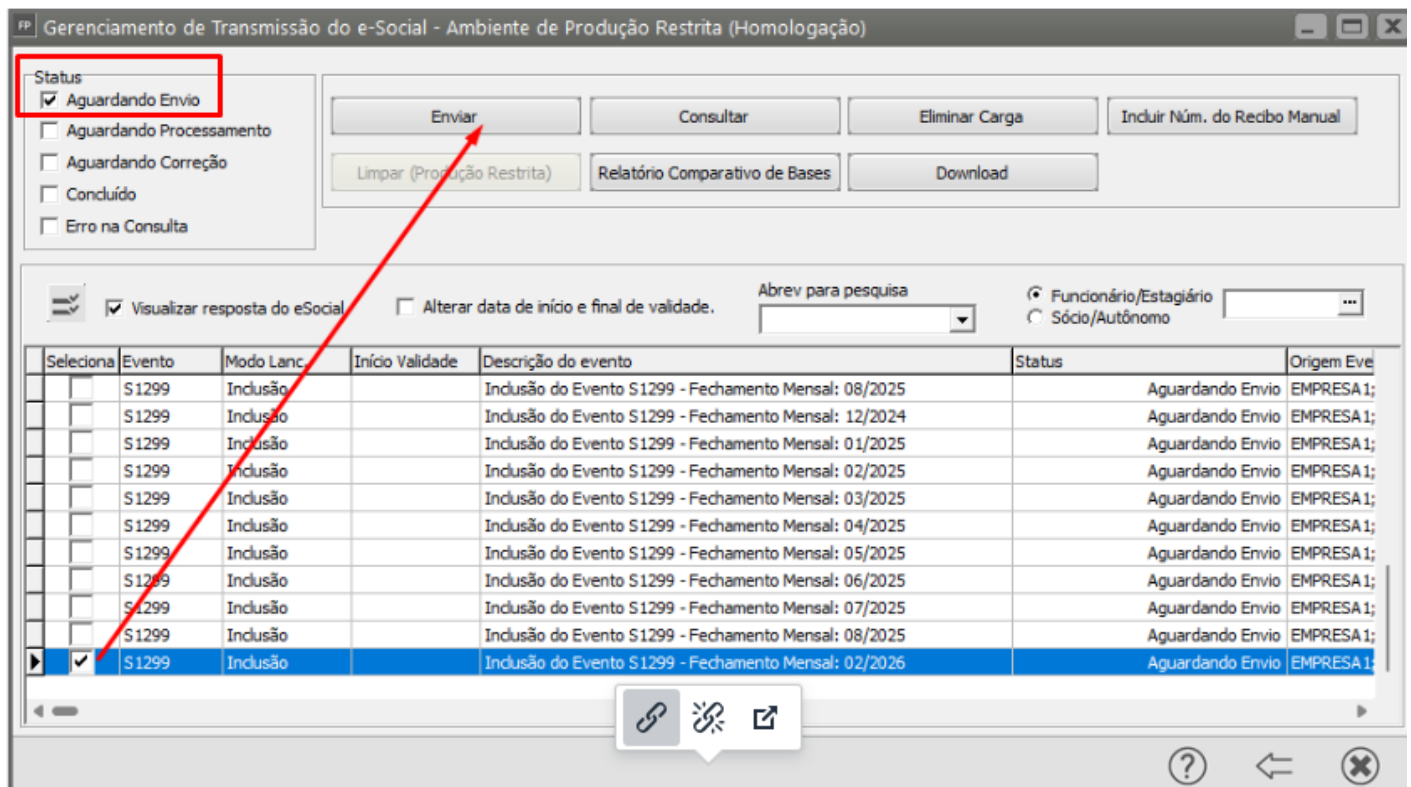 FP Gerenciamento de Transmissão do e-Social - Ambiente de Produção Restrita (Homologação)
Status
Aguardando Envio
Aguardando Processamento
Aguardando Correção
Concluído
Erro na Consulta
Enviar Consultar Eliminar Carga Incluir Núm. do Recibo Manual
Limpar (Produção Restrita) Relatório Comparativo de Bases Download
Visualizar resposta do eSocial
Alterar data de início e final de validade.
Abrev para pesquisa
Funcionário/Estagiário
Sócio/Autônomo
...
Seleciona Evento Modo Lanc. Início Validade Descrição do evento Status Origem Eve
S1299 Inclusão Inclusão do Evento S1299 - Fechamento Mensal: 08/2025 Aguardando Envio EMPRESA1;
S1299 Inclusão Inclusão do Evento S1299 - Fechamento Mensal: 12/2024 Aguardando Envio EMPRESA1;
S1299 Inclusão Inclusão do Evento S1299 - Fechamento Mensal: 01/2025 Aguardando Envio EMPRESA1;
S1299 Inclusão Inclusão do Evento S1299 - Fechamento Mensal: 02/2025 Aguardando Envio EMPRESA1;
S1299 Inclusão Inclusão do Evento S1299 - Fechamento Mensal: 03/2025 Aguardando Envio EMPRESA1;
S1299 Inclusão Inclusão do Evento S1299 - Fechamento Mensal: 04/2025 Aguardando Envio EMPRESA1;
S1299 Inclusão Inclusão do Evento S1299 - Fechamento Mensal: 05/2025 Aguardando Envio EMPRESA1;
S1299 Inclusão Inclusão do Evento S1299 - Fechamento Mensal: 06/2025 Aguardando Envio EMPRESA1;
S1299 Inclusão Inclusão do Evento S1299 - Fechamento Mensal: 07/2025 Aguardando Envio EMPRESA1;
S1299 Inclusão Inclusão do Evento S1299 - Fechamento Mensal: 08/2025 Aguardando Envio EMPRESA1;
S1299 Inclusão Inclusão do Evento S1299 - Fechamento Mensal: 02/2026 Aguardando Envio EMPRESA1;